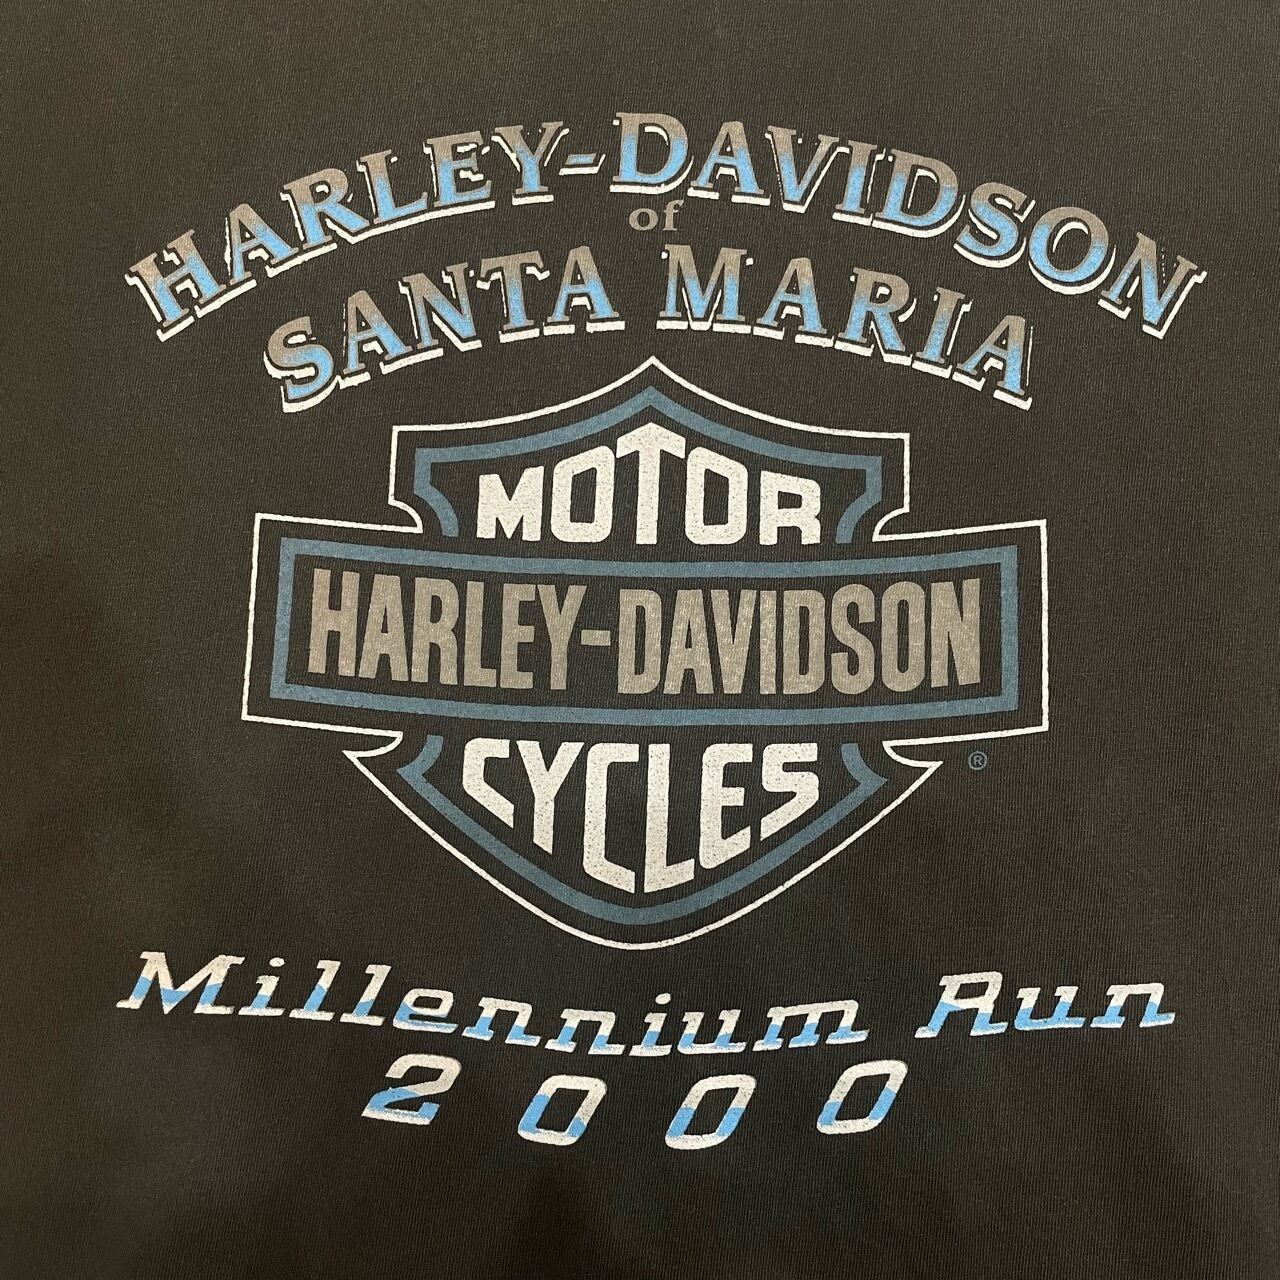 HARLEY-DAVIDSON
of
SANTA MARIA
MOTOR
HARLEY-DAVIDSON
CYCLES
®
Millennium Run
2000